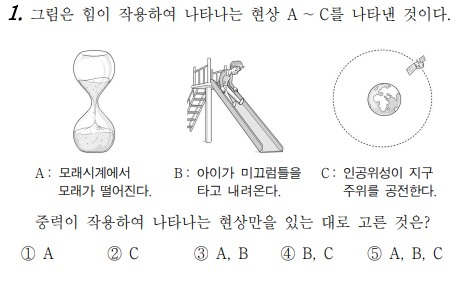 1. 그림은 힘이 작용하여 나타나는 현상 A ~ C를 나타낸 것이다.
A : 모래시계에서 모래가 떨어진다.
B : 아이가 미끄럼틀을 타고 내려온다.
C : 인공위성이 지구 주위를 공전한다.
중력이 작용하여 나타나는 현상만을 있는 대로 고른 것은?
① A ② C ③ A, B ④ B, C ⑤ A, B, C